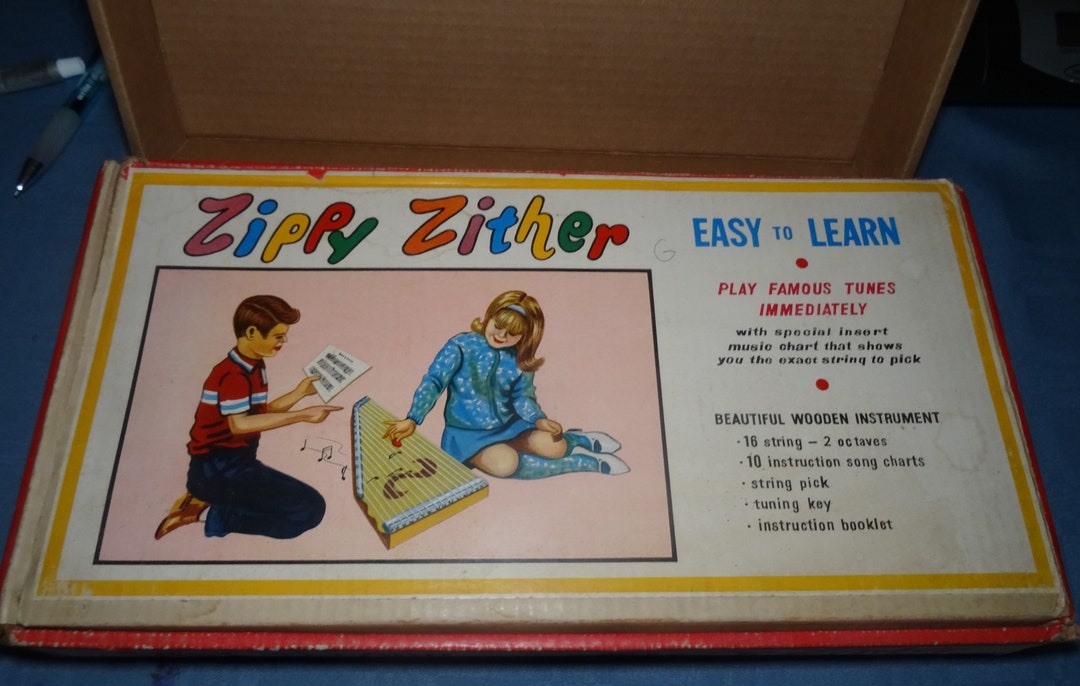 Zippy Zither
G
EASY TO LEARN
PLAY FAMOUS TUNES
IMMEDIATELY
with special insert
music chart that shows
you the exact string to pick
BEAUTIFUL WOODEN INSTRUMENT
· 16 string – 2 octaves
· 10 instruction song charts
· string pick
· tuning key
· instruction booklet